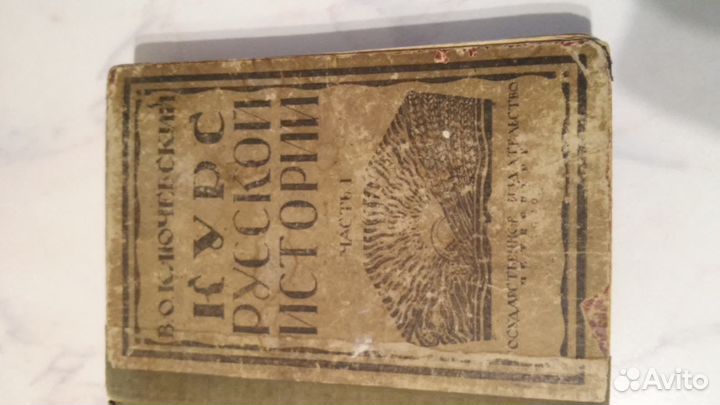 В.О.КЛЮЧЕВСКИЙ
КУРС
РУССКОЙ
ИСТОРИИ
ЧАСТЬ I
ГОСУДАРСТВЕННОЕ ИЗДАТЕЛЬСТВО
Avito